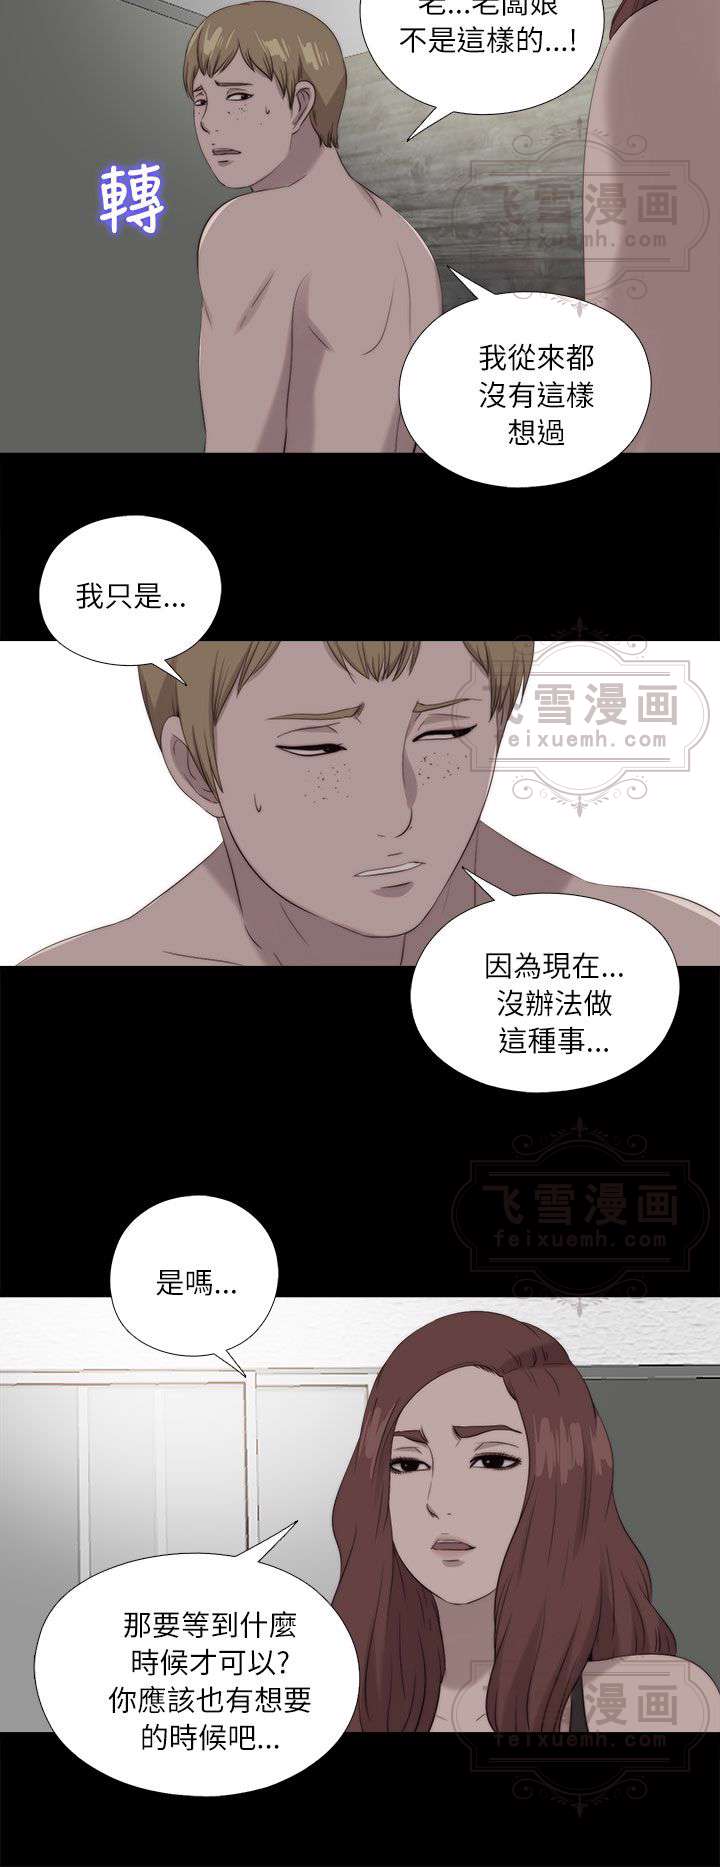 老...老闆娘
不是這樣的...!
轉
飞雪漫画
feixuemh.com
我從來都
沒有這樣
想過
我只是...
飞雪漫画
feixuemh.com
因為現在...
沒辦法做
這種事...
飞雪漫画
feixuemh.com
是嗎...
那要等到什麼
時候才可以?
你應該也有想要
的時候吧...
飞雪漫画
feixuemh.com